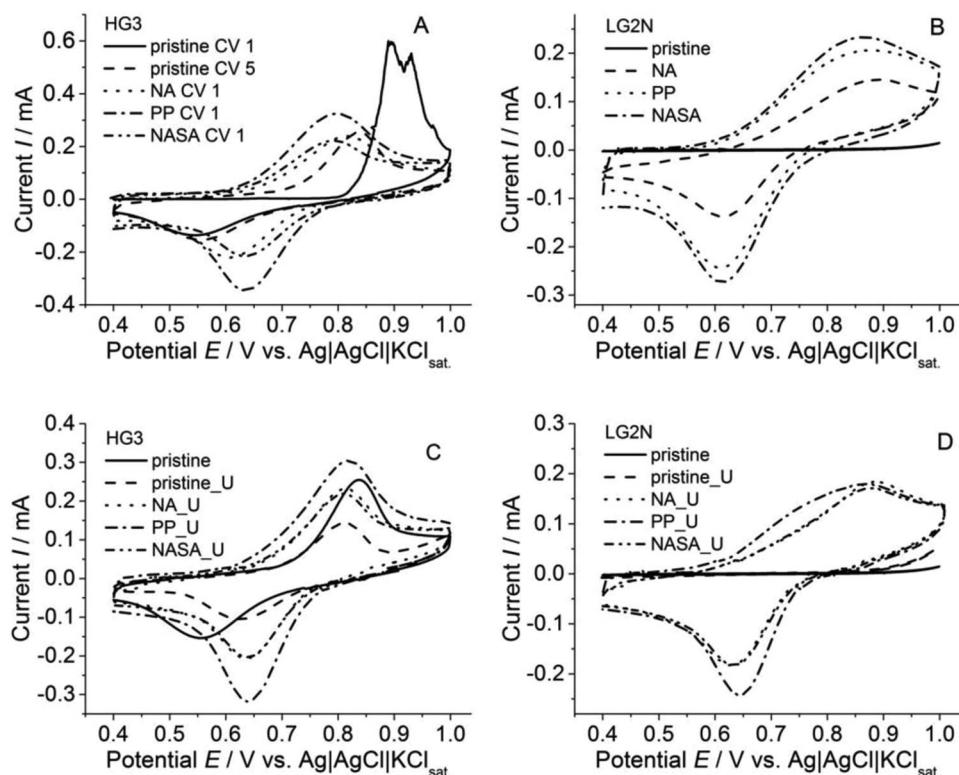 HG3
A
pristine CV 1
pristine CV 5
NA CV 1
PP CV 1
NASA CV 1
0.6
0.4
0.2
0.0
-0.2
-0.4
Current I / mA
0.4 0.5 0.6 0.7 0.8 0.9 1.0
Potential E / V vs. Ag|AgCl|KCl sat.
LG2N
B
pristine
NA
PP
NASA
0.2
0.1
0.0
-0.1
-0.2
-0.3
Current I / mA
0.4 0.5 0.6 0.7 0.8 0.9 1.0
Potential E / V vs. Ag|AgCl|KCl sat.
HG3
C
pristine
pristine_U
NA_U
PP_U
NASA_U
0.4
0.3
0.2
0.1
0.0
-0.1
-0.2
-0.3
Current I / mA
0.4 0.5 0.6 0.7 0.8 0.9 1.0
Potential E / V vs. Ag|AgCl|KCl sat.
LG2N
D
pristine
pristine_U
NA_U
PP_U
NASA_U
0.3
0.2
0.1
0.0
-0.1
-0.2
Current I / mA
0.4 0.5 0.6 0.7 0.8 0.9 1.0
Potential E / V vs. Ag|AgCl|KCl sat.